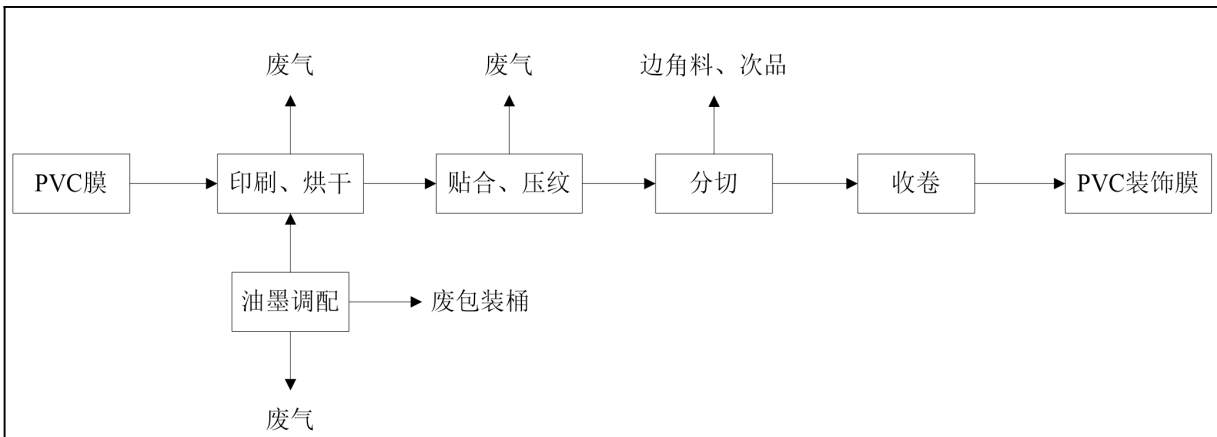 废气
废气
边角料、次品
PVC膜
印刷、烘干
贴合、压纹
分切
收卷
PVC装饰膜
油墨调配
废包装桶
废气